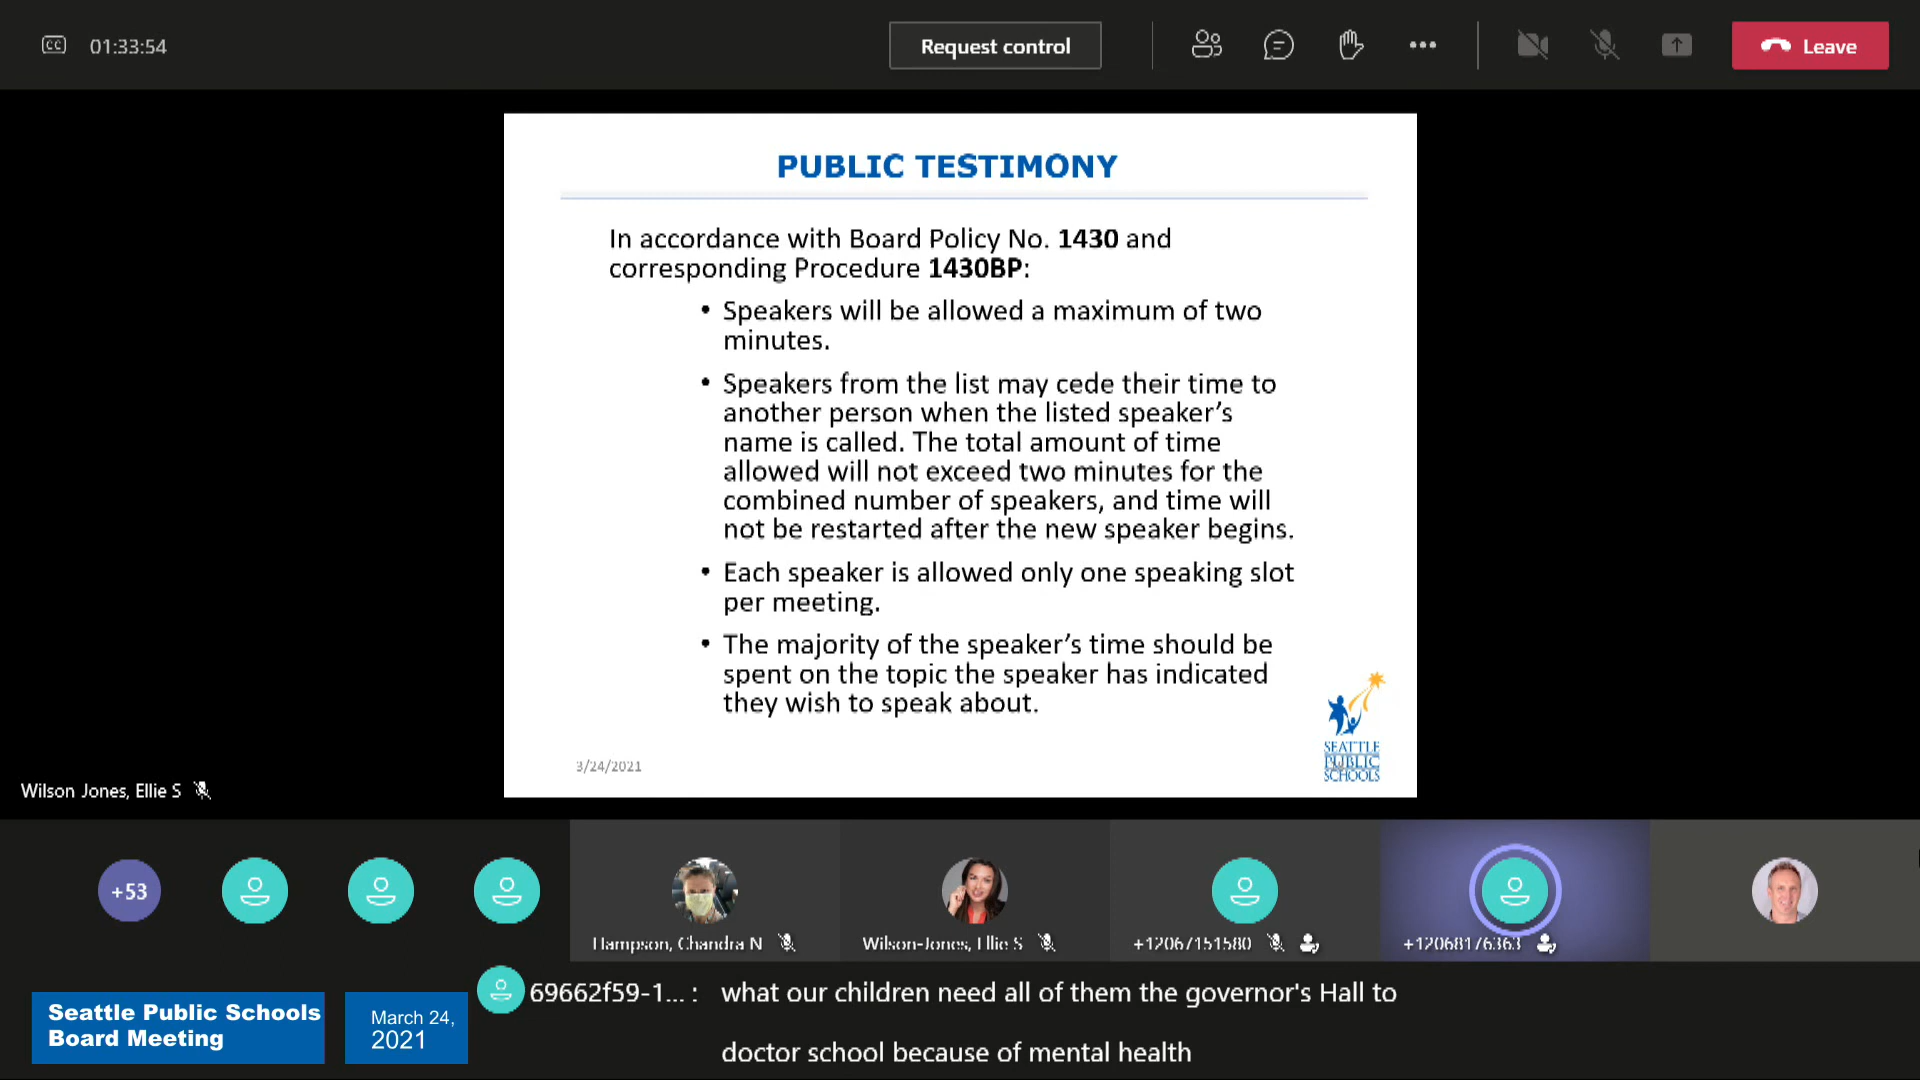 01:33:54
Request control
Leave
PUBLIC TESTIMONY
In accordance with Board Policy No. 1430 and
corresponding Procedure 1430BP:
• Speakers will be allowed a maximum of two
minutes.
• Speakers from the list may cede their time to
another person when the listed speaker's
name is called. The total amount of time
allowed will not exceed two minutes for the
combined number of speakers, and time will
not be restarted after the new speaker begins.
• Each speaker is allowed only one speaking slot
per meeting.
• The majority of the speaker's time should be
spent on the topic the speaker has indicated
they wish to speak about.
3/24/2021
SEATTLE
PUBLIC
SCHOOLS
Wilson Jones, Ellie S
+53
Hampson, Chandra N
Wilson-Jones, Ellie S
+12067151580
+12068176363
69662f59-1... : what our children need all of them the governor's Hall to
doctor school because of mental health
Seattle Public Schools
Board Meeting
March 24,
2021